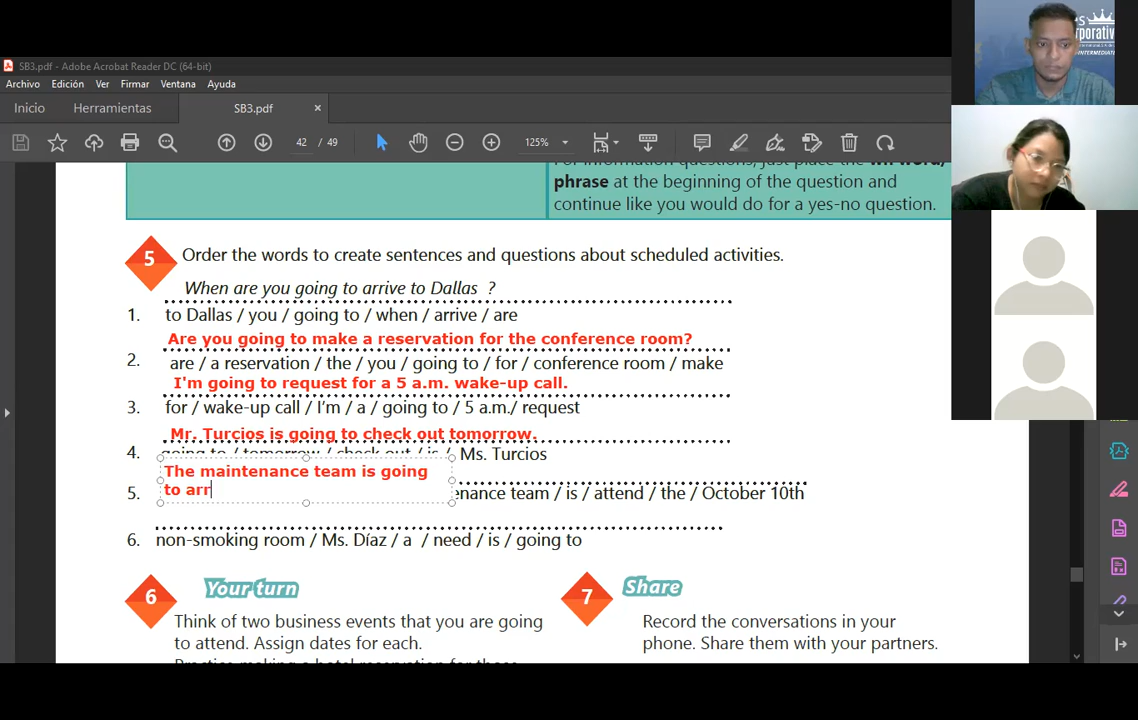 SB3.pdf - Adobe Acrobat Reader DC (64-bit)
Archivo Edición Ver Firmar Ventana Ayuda
Inicio Herramientas SB3.pdf ×
42 / 49 125%
phrase at the beginning of the question and
continue like you would do for a yes-no question.
5 Order the words to create sentences and questions about scheduled activities.
When are you going to arrive to Dallas ?
1. to Dallas / you / going to / when / arrive / are
Are you going to make a reservation for the conference room?
2. are / a reservation / the / you / going to / for / conference room / make
I'm going to request for a 5 a.m. wake-up call.
3. for / wake-up call / I'm / a / going to / 5 a.m./ request
Mr. Turcios is going to check out tomorrow.
4. going to / tomorrow / check out / is / Ms. Turcios
The maintenance team is going
to arr
5. enance team / is / attend / the / October 10th
6. non-smoking room / Ms. Díaz / a / need / is / going to
6 Your turn
Think of two business events that you are going
to attend. Assign dates for each.
7 Share
Record the conversations in your
phone. Share them with your partners.
INTERMEDIATE